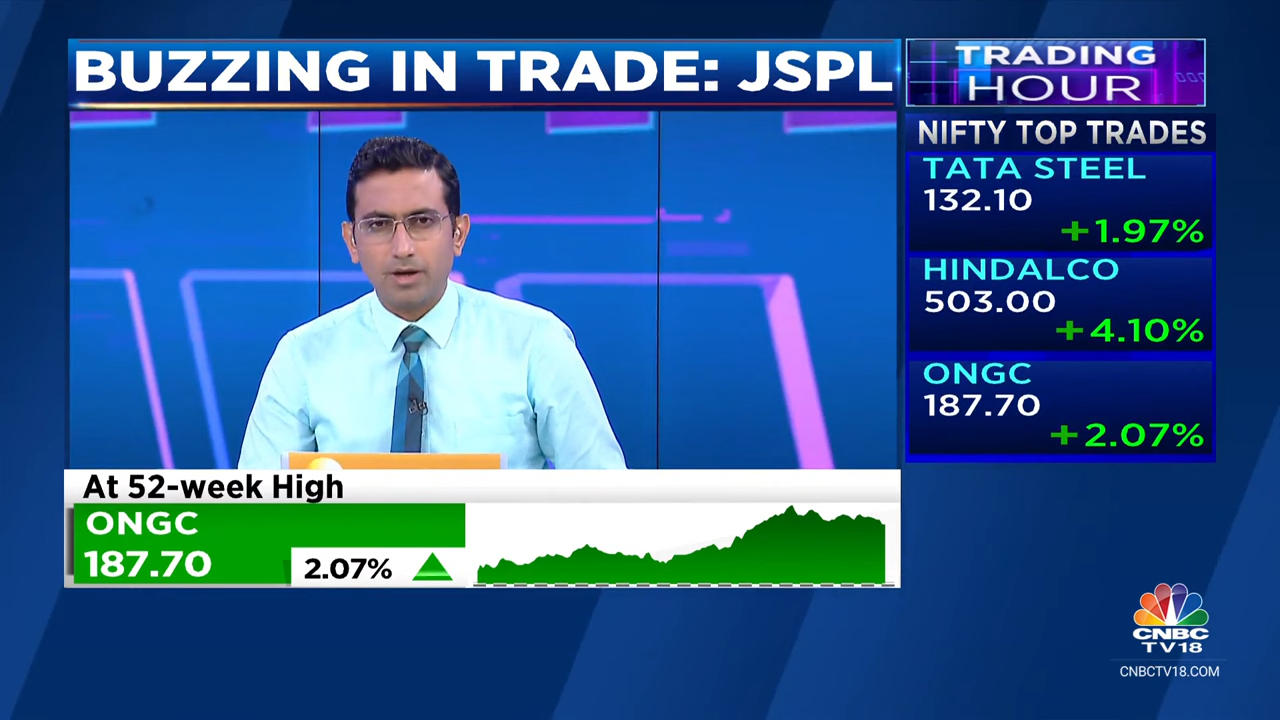 BUZZING IN TRADE: JSPL
TRADING
HOUR
NIFTY TOP TRADES
TATA STEEL
132.10
+1.97%
HINDALCO
503.00
+4.10%
ONGC
187.70
+2.07%
At 52-week High
ONGC
187.70
2.07%
CNBC
TV18
CNBCTV18.COM